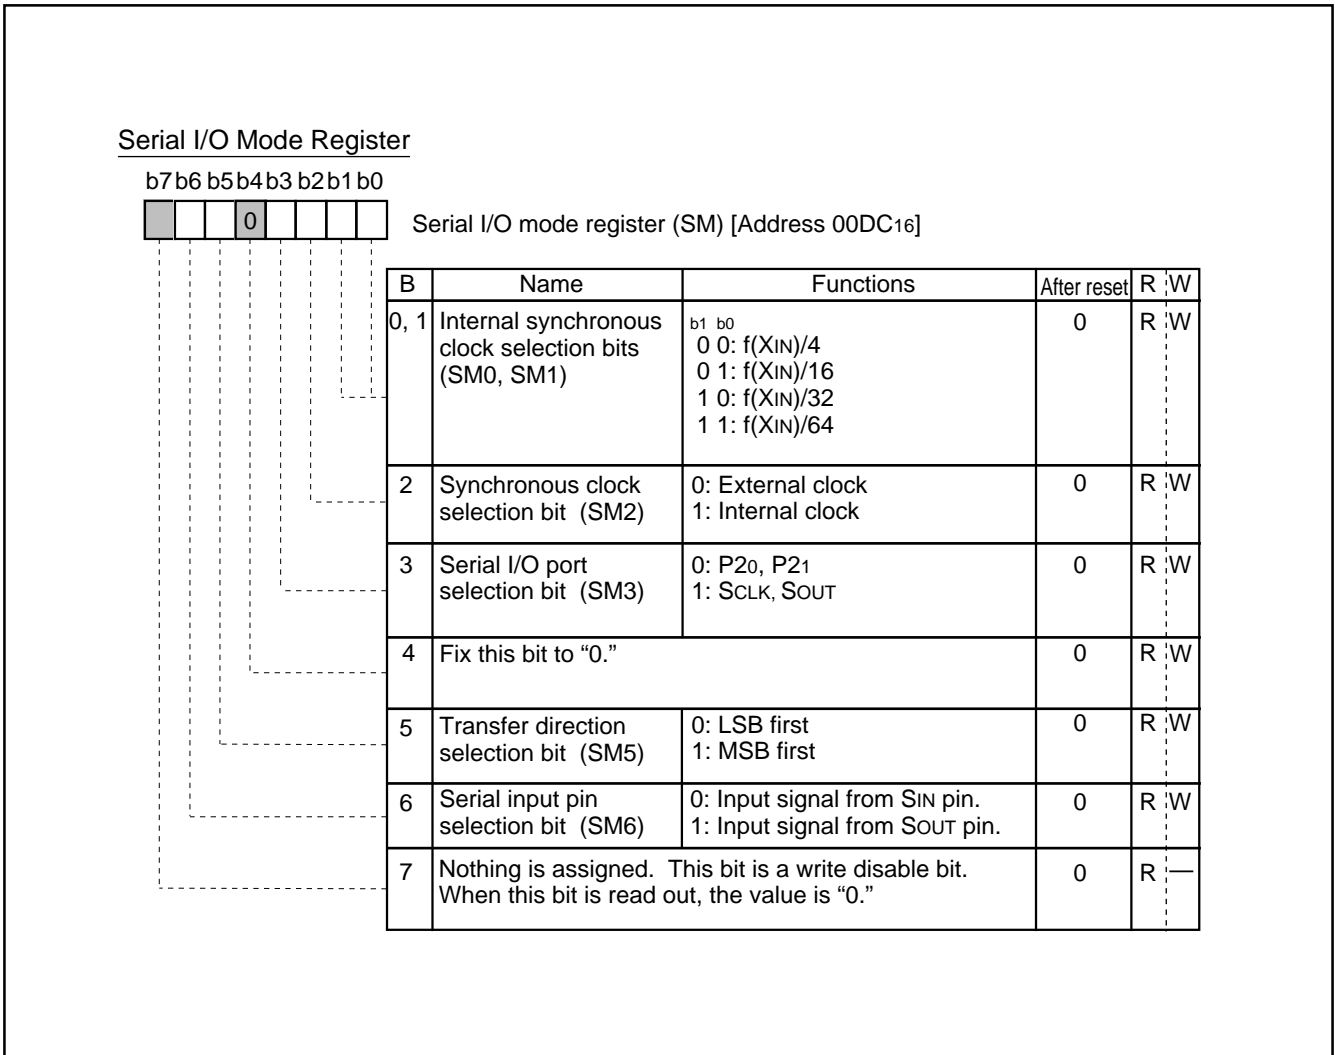 Serial I/O Mode Register
b7 b6 b5 b4 b3 b2 b1 b0
0
Serial I/O mode register (SM) [Address 00DC16]
B Name Functions After reset R W
0, 1 Internal synchronous clock selection bits (SM0, SM1)
b1 b0
0 0: f(XIN)/4
0 1: f(XIN)/16
1 0: f(XIN)/32
1 1: f(XIN)/64
0 R W
2 Synchronous clock selection bit (SM2)
0: External clock
1: Internal clock
0 R W
3 Serial I/O port selection bit (SM3)
0: P20, P21
1: SCLK, SOUT
0 R W
4 Fix this bit to “0.” 0 R W
5 Transfer direction selection bit (SM5)
0: LSB first
1: MSB first
0 R W
6 Serial input pin selection bit (SM6)
0: Input signal from SIN pin.
1: Input signal from SOUT pin.
0 R W
7 Nothing is assigned. This bit is a write disable bit.
When this bit is read out, the value is “0.”
0 R —